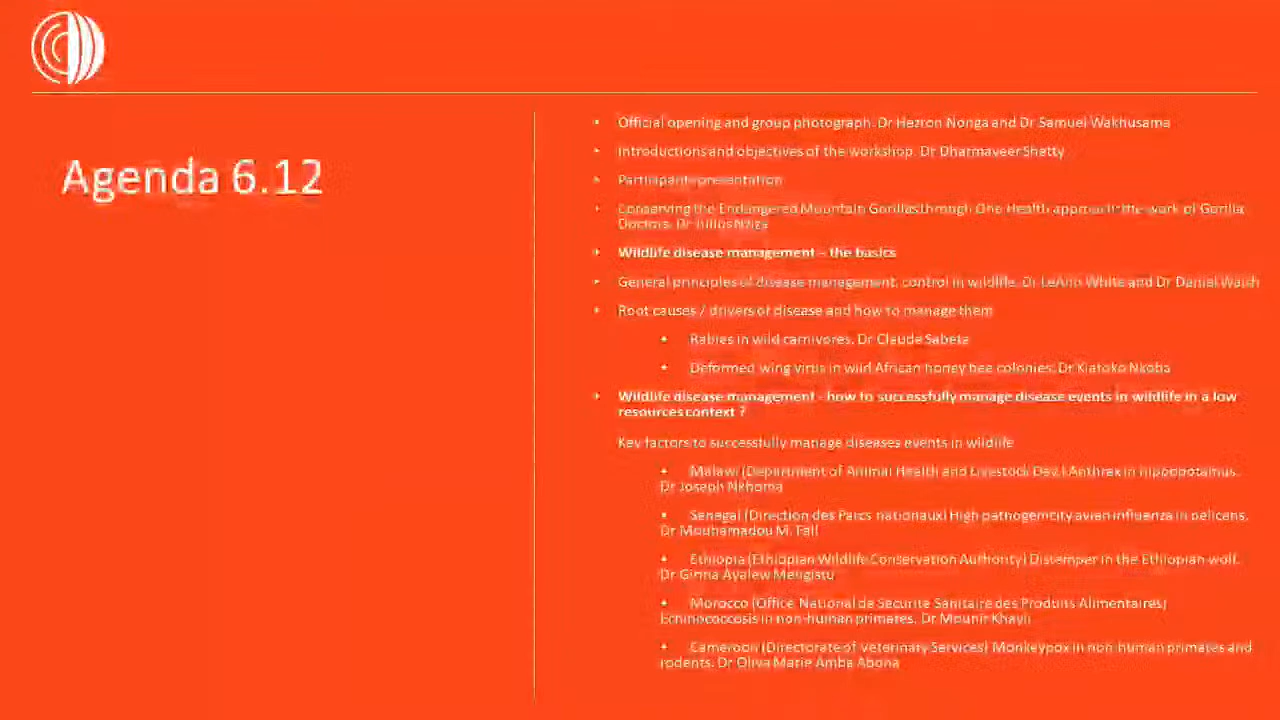 Agenda 6.12
• Official opening and group photograph. Dr Hezron Nonga and Dr Samuel Wakhusama
• Introductions and objectives of the workshop. Dr Dharmaveer Shetty
• Participant presentation
• Conserving the Endangered Mountain Gorillas through One Health approach: the work of Gorilla
Doctors. Dr Julius Nziza
• Wildlife disease management – the basics
• General principles of disease management, control in wildlife. Dr LeAnn White and Dr Daniel Walsh
• Root causes / drivers of disease and how to manage them
• Rabies in wild carnivores. Dr Claude Sabeta
• Deformed wing virus in wild African honey bee colonies. Dr Kiatoko Nkoba
• Wildlife disease management - how to successfully manage disease events in wildlife in a low
resources context ?
Key factors to successfully manage diseases events in wildlife
• Malawi (Department of Animal Health and Livestock Dev.) Anthrax in hippopotamus.
Dr Joseph Nkhoma
• Senegal (Direction des Parcs nationaux) High pathogenicity avian influenza in pelicans.
Dr Mouhamadou M. Fall
• Ethiopia (Ethiopian Wildlife Conservation Authority) Distemper in the Ethiopian wolf.
Dr Girma Ayalew Mengistu
• Morocco (Office National de Sécurité Sanitaire des Produits Alimentaires)
Echinococcosis in non-human primates. Dr Mounir Khayli
• Cameroon (Directorate of Veterinary Services) Monkeypox in non-human primates and
rodents. Dr Oliva Marie Amba Abona